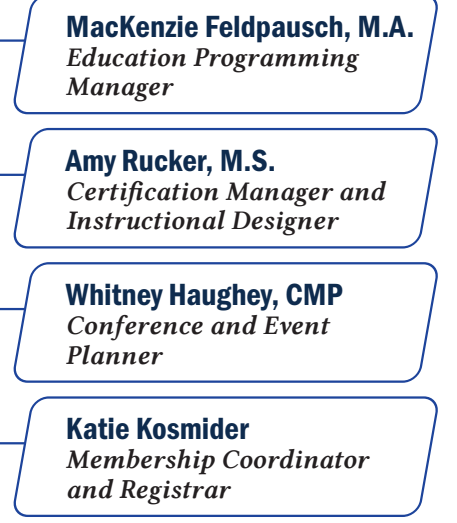 MacKenzie Feldpausch, M.A.
Education Programming
Manager
Amy Rucker, M.S.
Certification Manager and
Instructional Designer
Whitney Haughey, CMP
Conference and Event
Planner
Katie Kosmider
Membership Coordinator
and Registrar